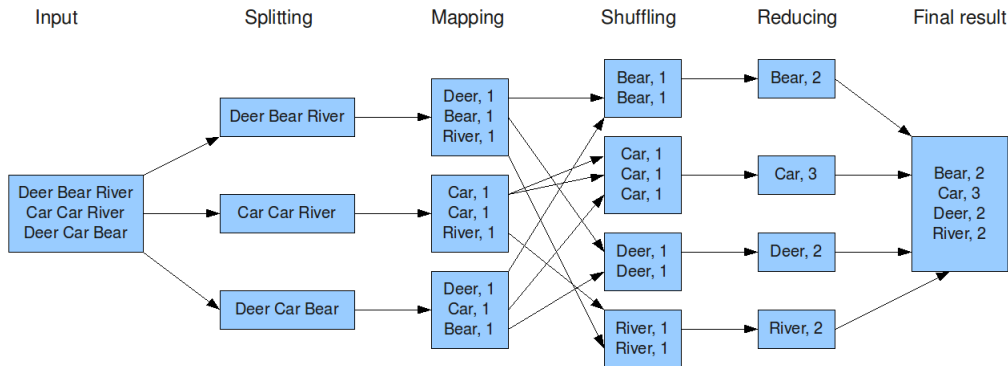 Input
Splitting
Mapping
Shuffling
Reducing
Final result
Deer Bear River
Car Car River
Deer Car Bear
Deer Bear River
Car Car River
Deer Car Bear
Deer, 1
Bear, 1
River, 1
Car, 1
Car, 1
River, 1
Deer, 1
Car, 1
Bear, 1
Bear, 1
Bear, 1
Car, 1
Car, 1
Car, 1
Deer, 1
Deer, 1
River, 1
River, 1
Bear, 2
Car, 3
Deer, 2
River, 2
Bear, 2
Car, 3
Deer, 2
River, 2